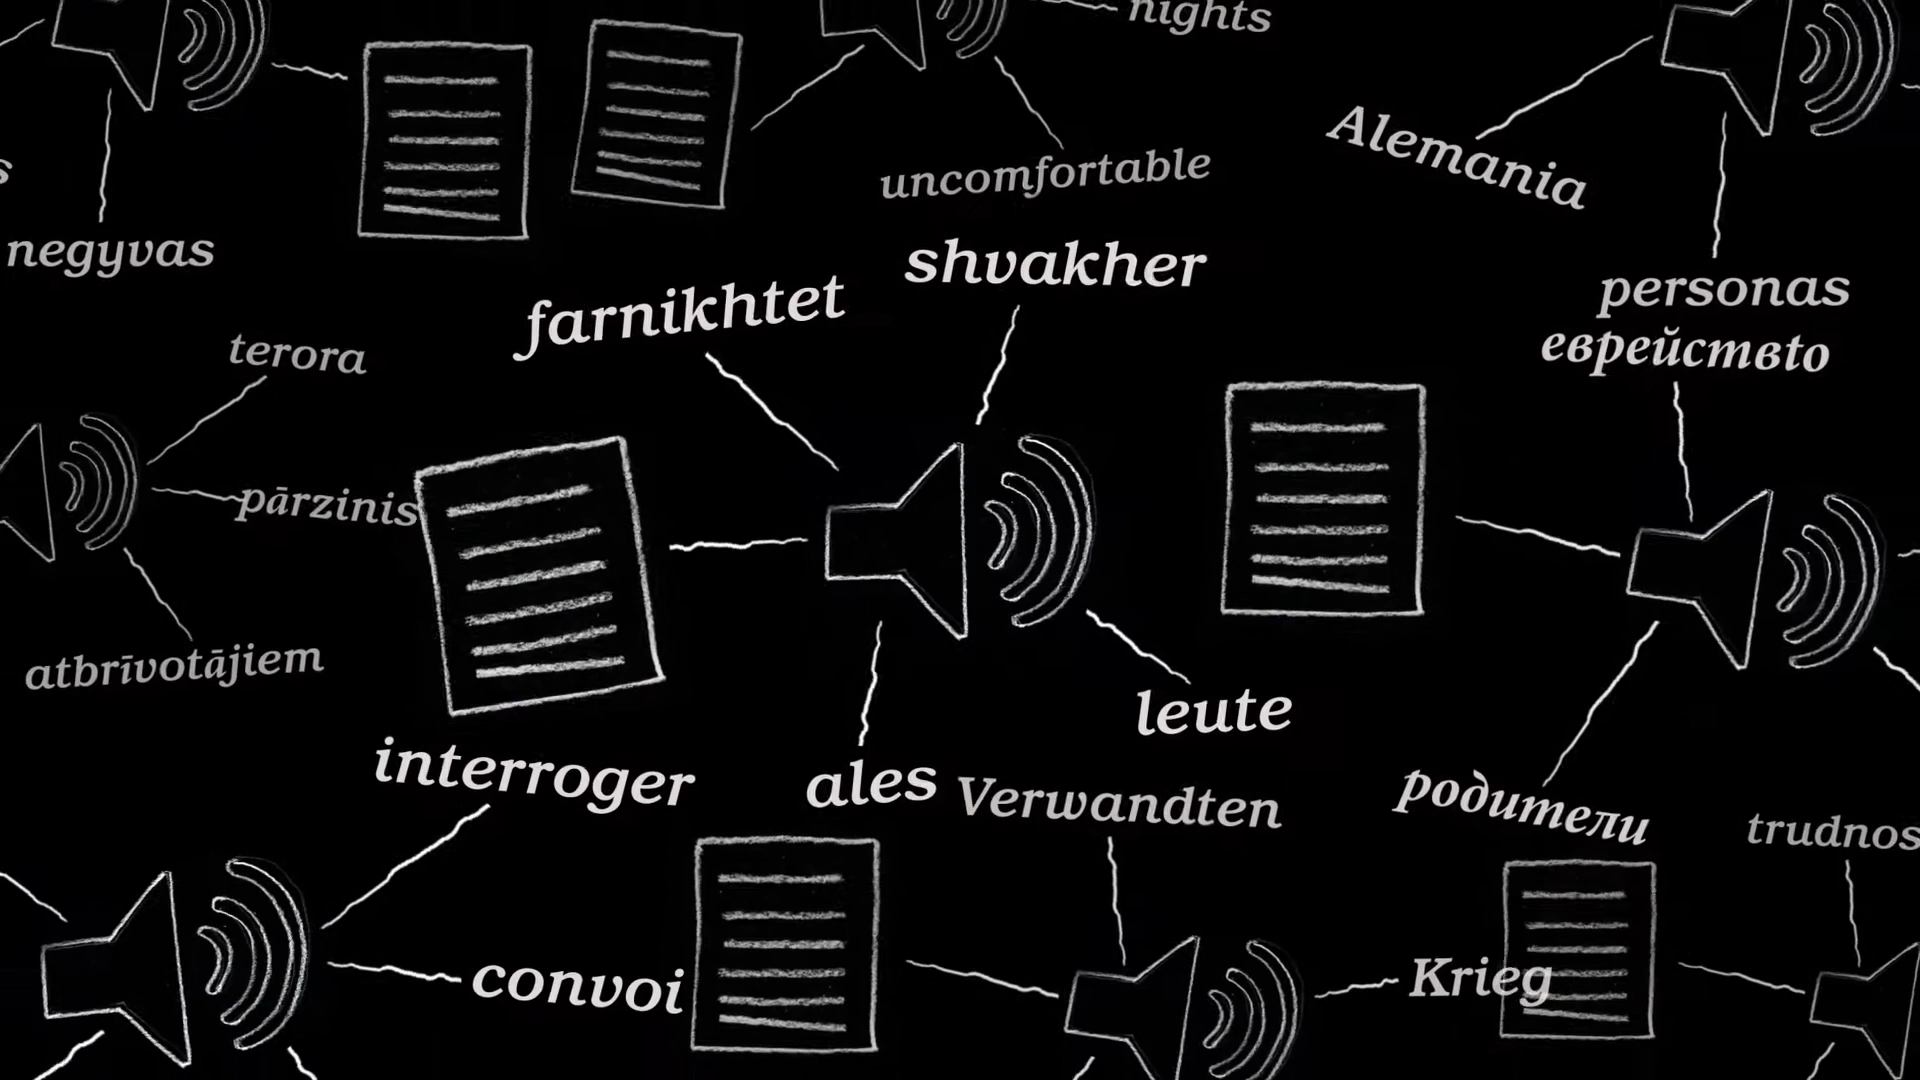 nights
uncomfortable
Alemania
negyvas
shvakher
farnikhtet
personas
еврейство
terora
pārzinis
atbrīvotājiem
leute
interroger
ales
Verwandten
родители
trudnos
convoi
Krieg